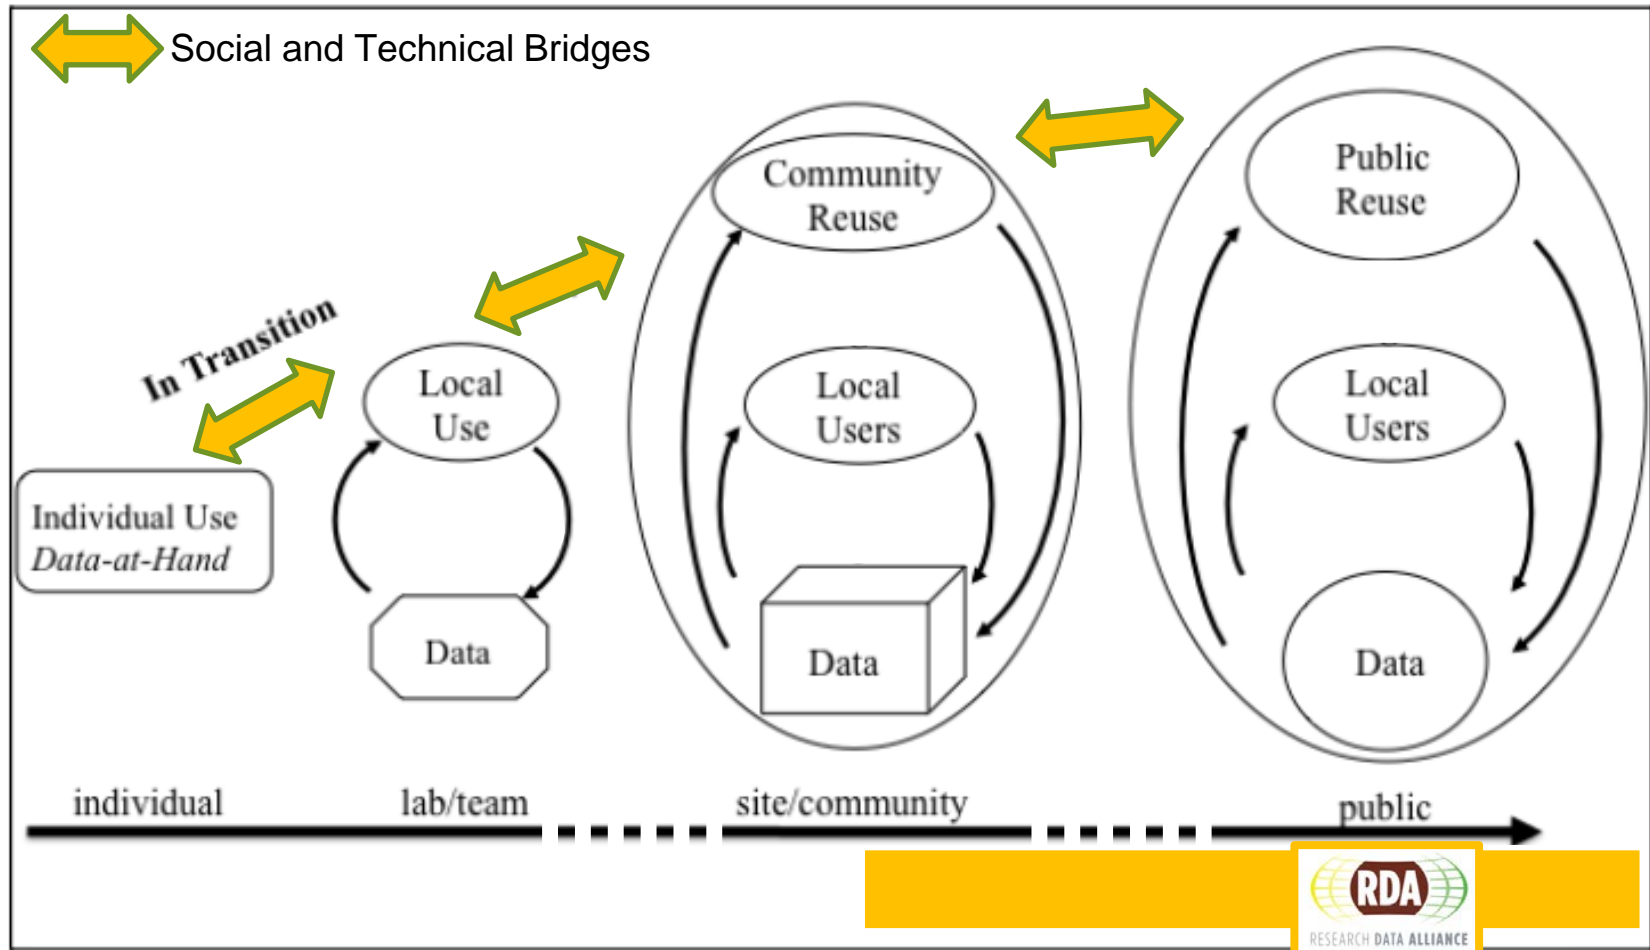 Social and Technical Bridges
In Transition
Individual Use
Data-at-Hand
Local
Use
Data
Community
Reuse
Local
Users
Data
Public
Reuse
Local
Users
Data
individual
lab/team
site/community
public
RDA
RESEARCH DATA ALLIANCE